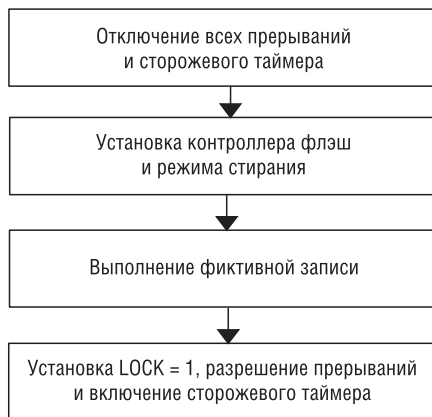 Отключение всех прерываний
и сторожевого таймера
Установка контроллера флэш
и режима стирания
Выполнение фиктивной записи
Установка LOCK = 1, разрешение прерываний
и включение сторожевого таймера